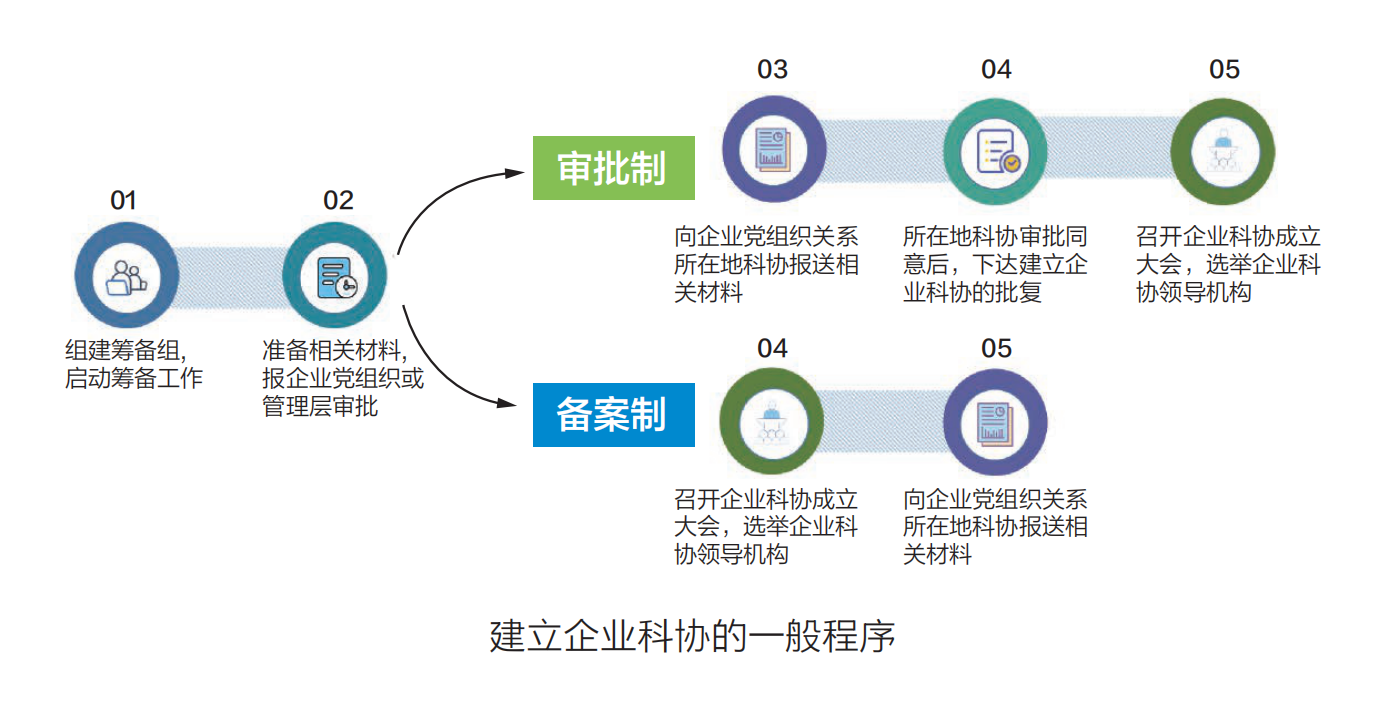 01
组建筹备组，
启动筹备工作
02
准备相关材料，
报企业党组织或
管理层审批
审批制
03
向企业党组织关系
所在地科协报送相
关材料
04
所在地科协审批同
意后，下达建立企
业科协的批复
05
召开企业科协成立
大会，选举企业科
协领导机构
备案制
04
召开企业科协成立
大会，选举企业科
协领导机构
05
向企业党组织关系
所在地科协报送相
关材料
建立企业科协的一般程序